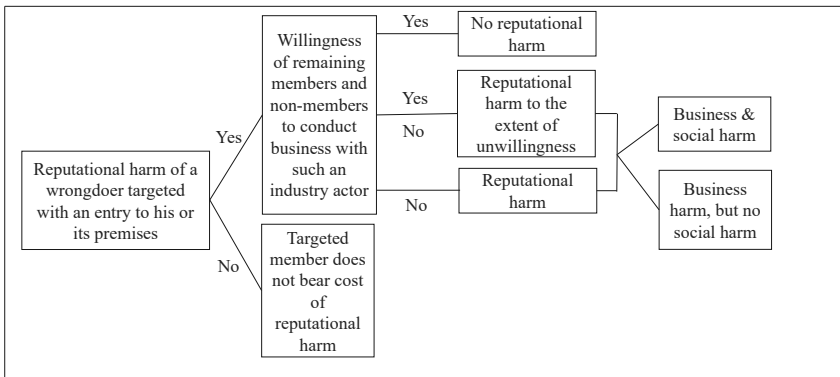 Reputational harm of a
wrongdoer targeted
with an entry to his or
its premises
Yes
No
Willingness
of remaining
members and
non-members
to conduct
business with
such an
industry actor
Targeted
member does
not bear cost
of
reputational
harm
Yes
Yes
No
No
No reputational
harm
Reputational
harm to the
extent of
unwillingness
Reputational
harm
Business &
social harm
Business
harm, but no
social harm